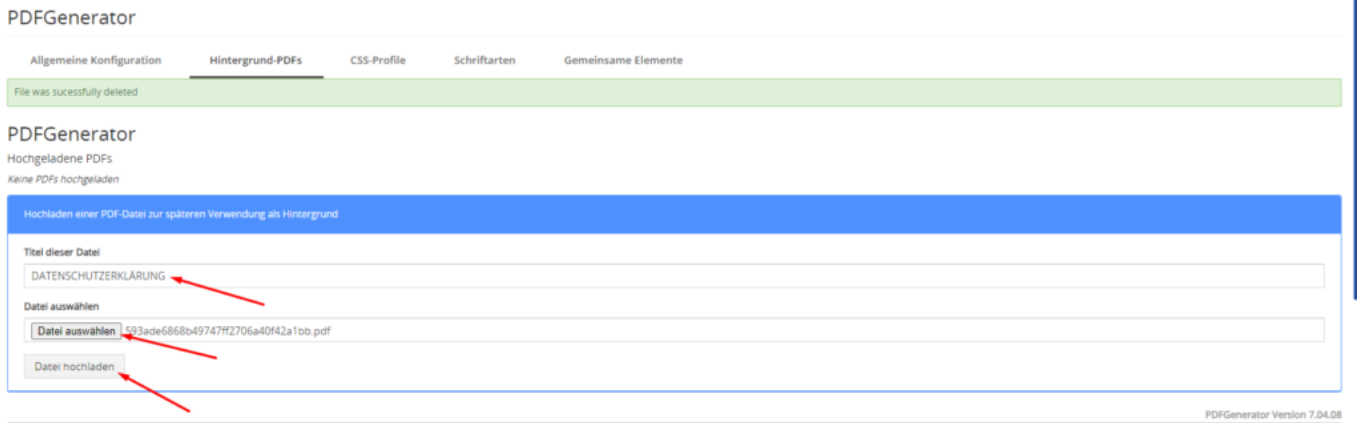 PDFGenerator
Allgemeine Konfiguration Hintergrund-PDFs CSS-Profile Schriftarten Gemeinsame Elemente
File was sucessfully deleted
PDFGenerator
Hochgeladene PDFs
Keine PDFs hochgeladen
Hochladen einer PDF-Datei zur späteren Verwendung als Hintergrund
Titel dieser Datei
DATENSCHUTZERKLÄRUNG
Datei auswählen
Datei auswählen 593ade6868b49747ff2706a40f42a1bb.pdf
Datei hochladen
PDFGenerator Version 7.04.08